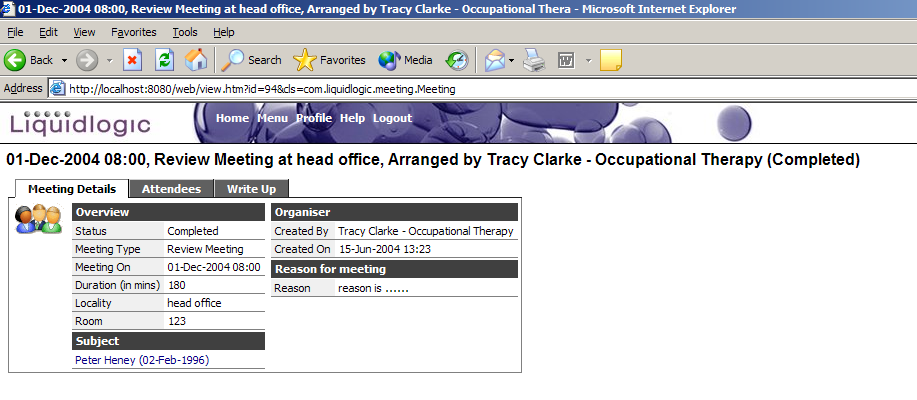 01-Dec-2004 08:00, Review Meeting at head office, Arranged by Tracy Clarke - Occupational Thera - Microsoft Internet Explorer
File Edit View Favorites Tools Help
Back Search Favorites Media
Address http://localhost:8080/web/view.htm?id=94&cls=com.liquidlogic.meeting.Meeting
Liquidlogic Home Menu Profile Help Logout
01-Dec-2004 08:00, Review Meeting at head office, Arranged by Tracy Clarke - Occupational Therapy (Completed)
Meeting Details Attendees Write Up
Overview
Status Completed
Meeting Type Review Meeting
Meeting On 01-Dec-2004 08:00
Duration (in mins) 180
Locality head office
Room 123
Subject
Peter Heney (02-Feb-1996)
Organiser
Created By Tracy Clarke - Occupational Therapy
Created On 15-Jun-2004 13:23
Reason for meeting
Reason reason is ......